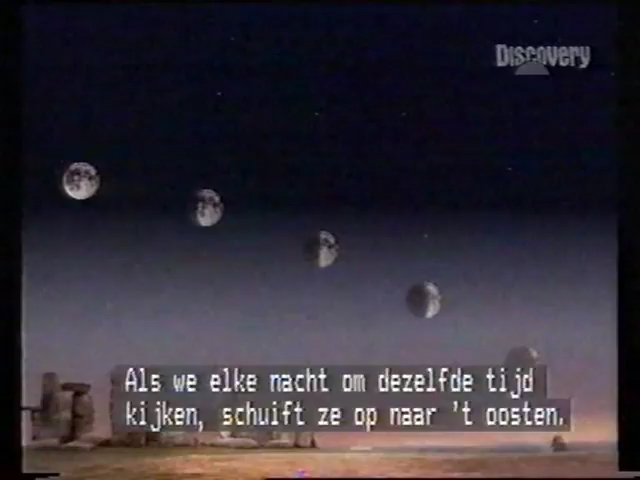 Discovery
Als we elke nacht om dezelfde tijd
kijken, schuift ze op naar 't oosten.